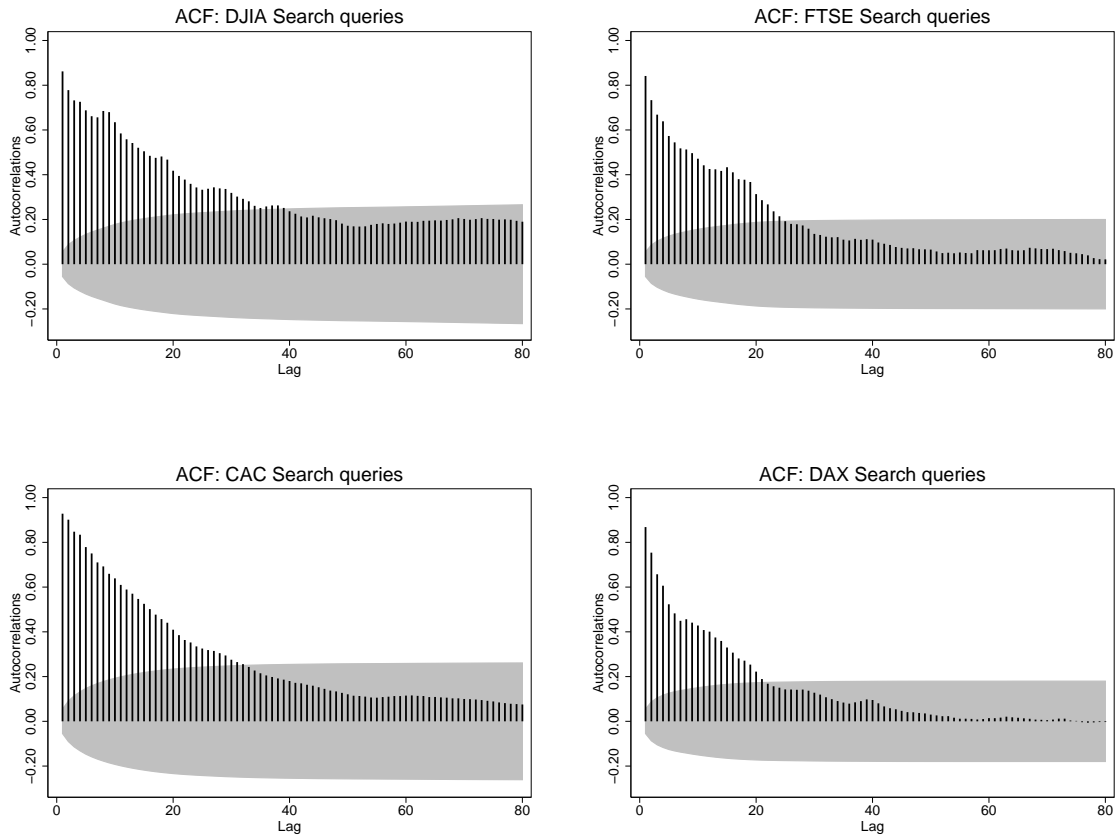 ACF: DJIA Search queries
Autocorrelations
1.00
0.80
0.60
0.40
0.20
0.00
−0.20
0 20 40 60 80
Lag
ACF: FTSE Search queries
Autocorrelations
1.00
0.80
0.60
0.40
0.20
0.00
−0.20
0 20 40 60 80
Lag
ACF: CAC Search queries
Autocorrelations
1.00
0.80
0.60
0.40
0.20
0.00
−0.20
0 20 40 60 80
Lag
ACF: DAX Search queries
Autocorrelations
1.00
0.80
0.60
0.40
0.20
0.00
−0.20
0 20 40 60 80
Lag